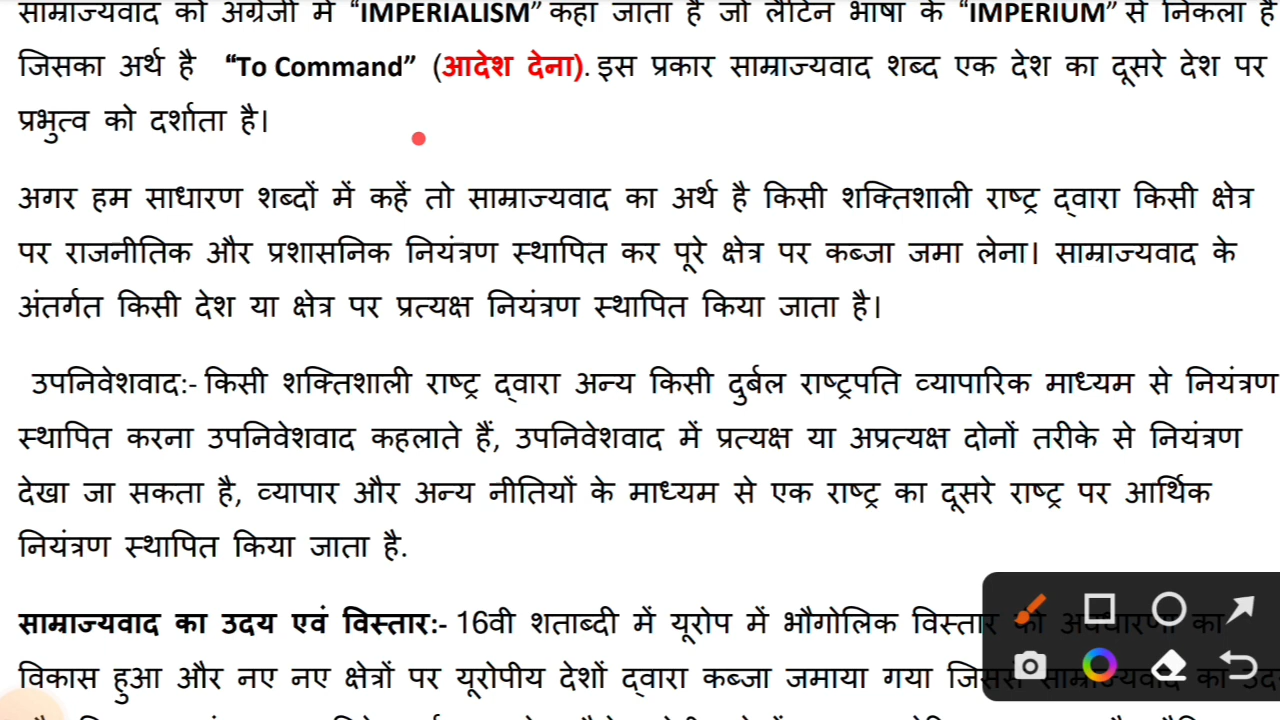 साम्राज्यवाद को अंग्रेजी में “IMPERIALISM” कहा जाता है जो लैटिन भाषा के “IMPERIUM” से निकला है
जिसका अर्थ है “To Command” (आदेश देना). इस प्रकार साम्राज्यवाद शब्द एक देश का दूसरे देश पर
प्रभुत्व को दर्शाता है।
अगर हम साधारण शब्दों में कहें तो साम्राज्यवाद का अर्थ है किसी शक्तिशाली राष्ट्र द्वारा किसी क्षेत्र
पर राजनीतिक और प्रशासनिक नियंत्रण स्थापित कर पूरे क्षेत्र पर कब्जा जमा लेना। साम्राज्यवाद के
अंतर्गत किसी देश या क्षेत्र पर प्रत्यक्ष नियंत्रण स्थापित किया जाता है।
उपनिवेशवाद:- किसी शक्तिशाली राष्ट्र द्वारा अन्य किसी दुर्बल राष्ट्रपति व्यापारिक माध्यम से नियंत्रण
स्थापित करना उपनिवेशवाद कहलाते हैं, उपनिवेशवाद में प्रत्यक्ष या अप्रत्यक्ष दोनों तरीके से नियंत्रण
देखा जा सकता है, व्यापार और अन्य नीतियों के माध्यम से एक राष्ट्र का दूसरे राष्ट्र पर आर्थिक
नियंत्रण स्थापित किया जाता है.
साम्राज्यवाद का उदय एवं विस्तार:- 16वी शताब्दी में यूरोप में भौगोलिक विस्तार की अवधारणा का
विकास हुआ और नए नए क्षेत्रों पर यूरोपीय देशों द्वारा कब्जा जमाया गया जिससे साम्राज्यवाद का